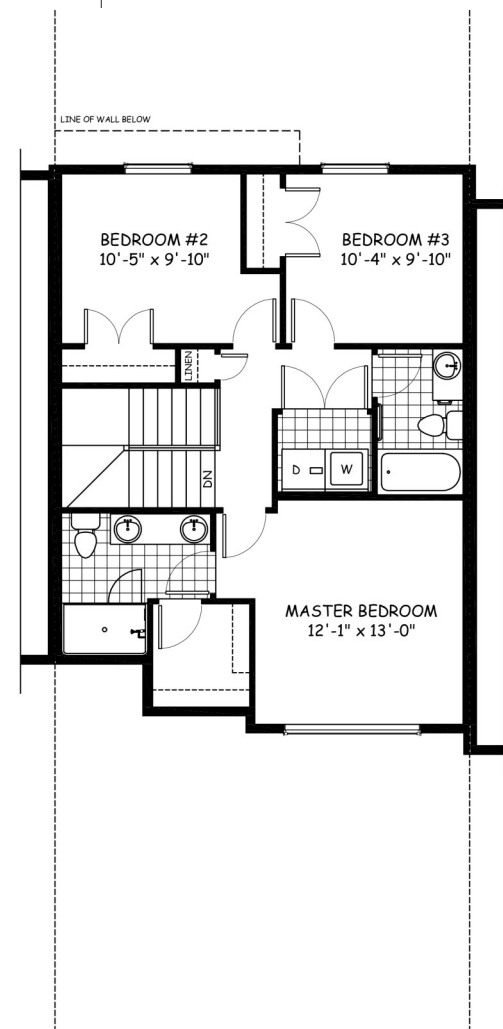 LINE OF WALL BELOW
BEDROOM #2
10'-5" x 9'-10"
BEDROOM #3
10'-4" x 9'-10"
LINEN
DN
D
W
MASTER BEDROOM
12'-1" x 13'-0"